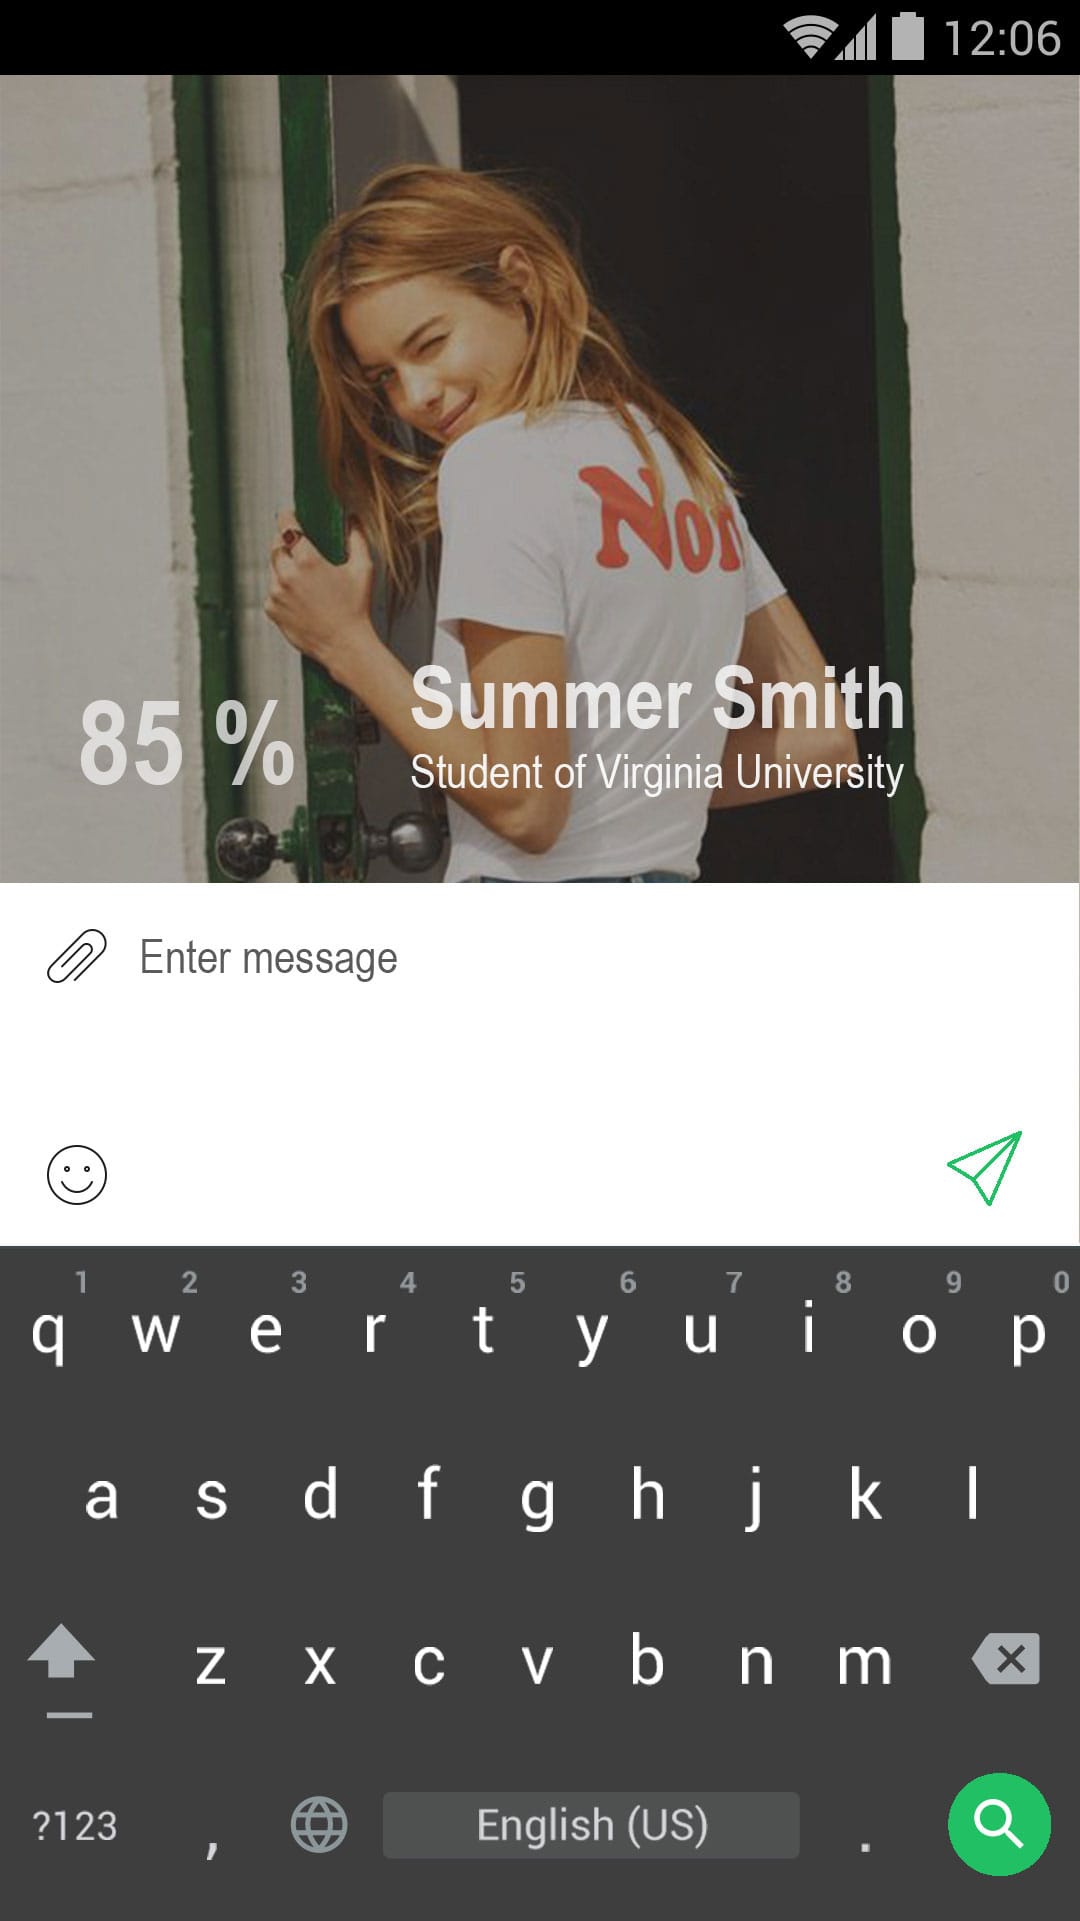 12:06
Non
85 %
Summer Smith
Student of Virginia University
Enter message
1 2 3 4 5 6 7 8 9 0
q w e r t y u i o p
a s d f g h j k l
z x c v b n m
?123 , English (US) .